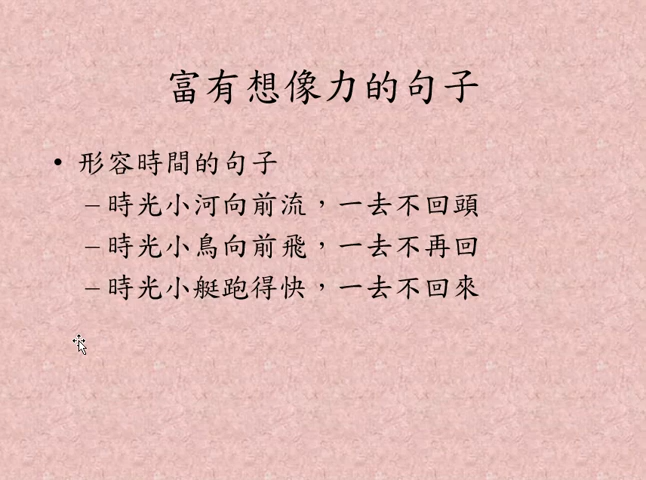 富有想像力的句子
• 形容時間的句子
– 時光小河向前流，一去不回頭
– 時光小鳥向前飛，一去不再回
– 時光小艇跑得快，一去不回來